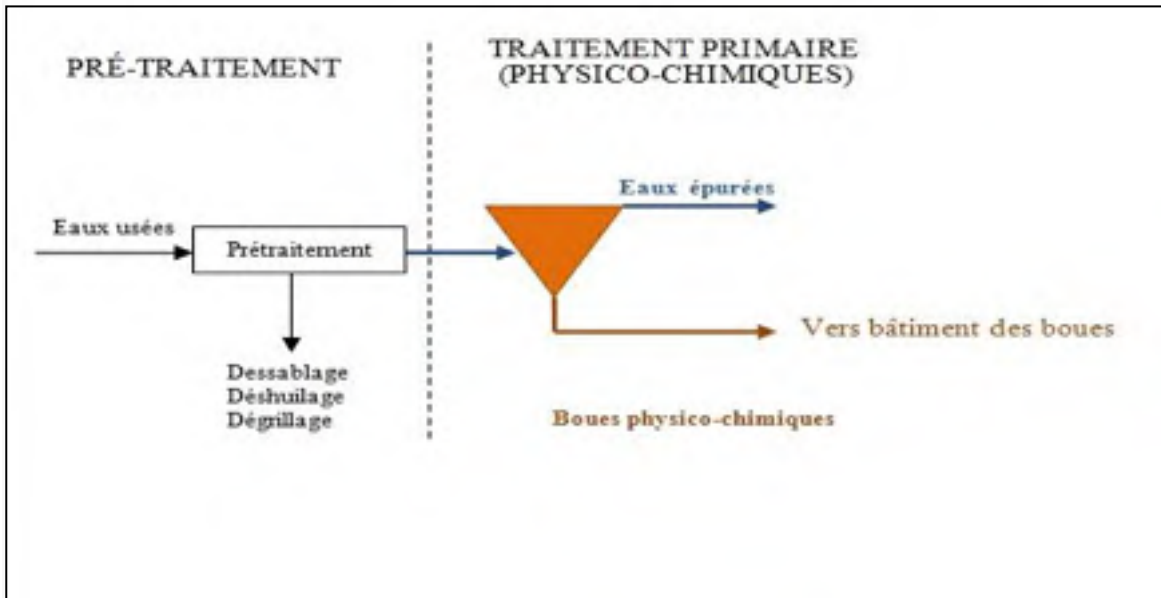 PRÉ-TRAITEMENT
TRAITEMENT PRIMAIRE
(PHYSICO-CHIMIQUES)
Eaux usées
Prétraitement
Dessablage
Déshuilage
Dégrillage
Eaux épurées
Vers bâtiment des boues
Boues physico-chimiques